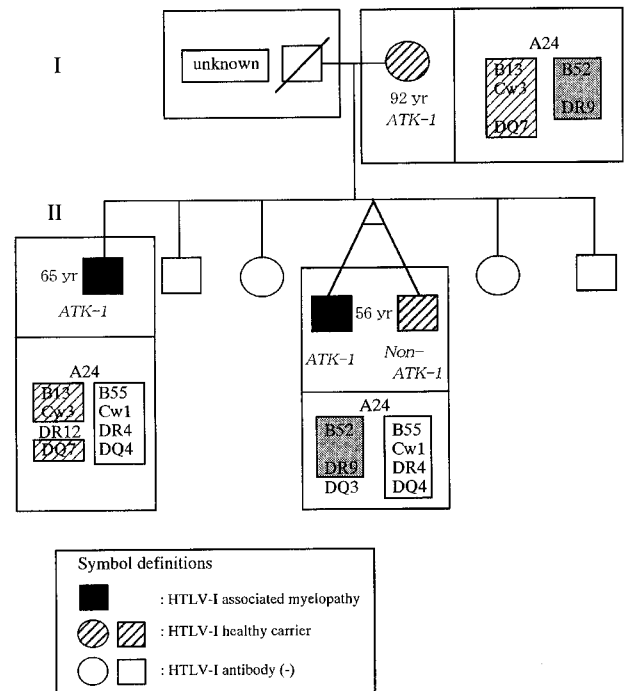 I
unknown
92 yr
ATK-1
A24
B13
Cw3
DQ7
B52
DR9
II
65 yr
ATK-1
A24
B13
Cw3
DR12
DQ7
B55
Cw1
DR4
DQ4
56 yr
ATK-1
Non-
ATK-1
A24
B52
DR9
DQ3
B55
Cw1
DR4
DQ4
Symbol definitions
: HTLV-I associated myelopathy
: HTLV-I healthy carrier
: HTLV-I antibody (-)